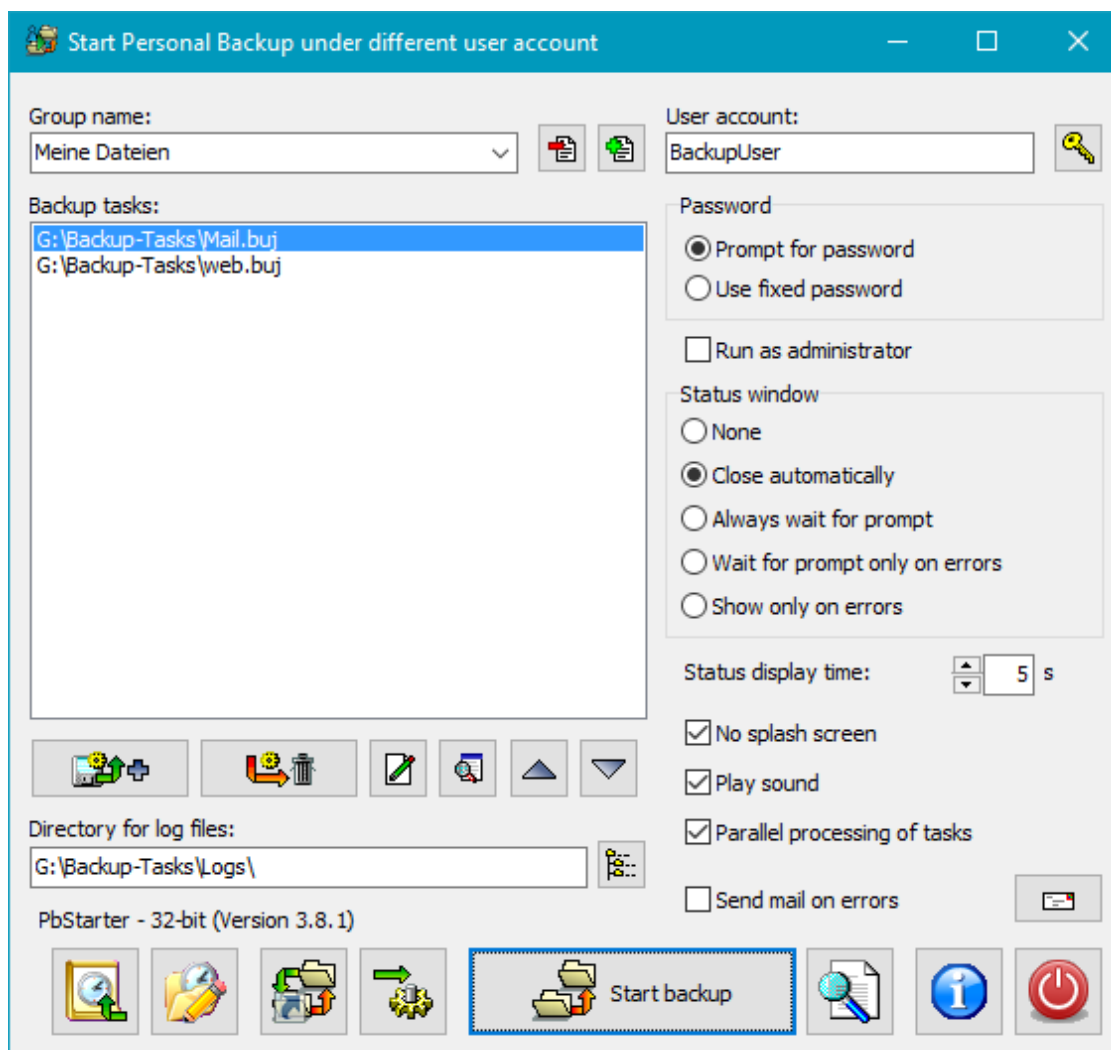 Start Personal Backup under different user account
Group name:
Meine Dateien
Backup tasks:
G:\Backup-Tasks\Mail.buj
G:\Backup-Tasks\web.buj
Directory for log files:
G:\Backup-Tasks\Logs\
PbStarter - 32-bit (Version 3.8.1)
User account:
BackupUser
Password
Prompt for password
Use fixed password
Run as administrator
Status window
None
Close automatically
Always wait for prompt
Wait for prompt only on errors
Show only on errors
Status display time: 5 s
No splash screen
Play sound
Parallel processing of tasks
Send mail on errors
Start backup